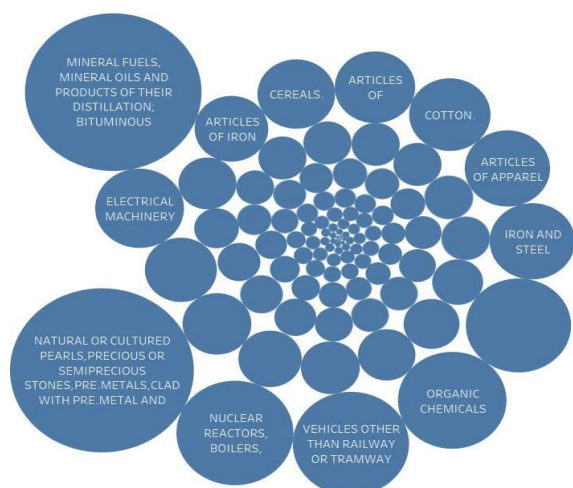 MINERAL FUELS,
MINERAL OILS AND
PRODUCTS OF THEIR
DISTILLATION;
BITUMINOUS
ARTICLES
OF IRON
CEREALS.
ARTICLES
OF
COTTON.
ARTICLES
OF APPAREL
ELECTRICAL
MACHINERY
IRON AND
STEEL
NATURAL OR CULTURED
PEARLS,PRECIOUS OR
SEMIPRECIOUS
STONES,PRE.METALS,CLAD
WITH PRE.METAL AND
ORGANIC
CHEMICALS
NUCLEAR
REACTORS,
BOILERS,
VEHICLES OTHER
THAN RAILWAY
OR TRAMWAY